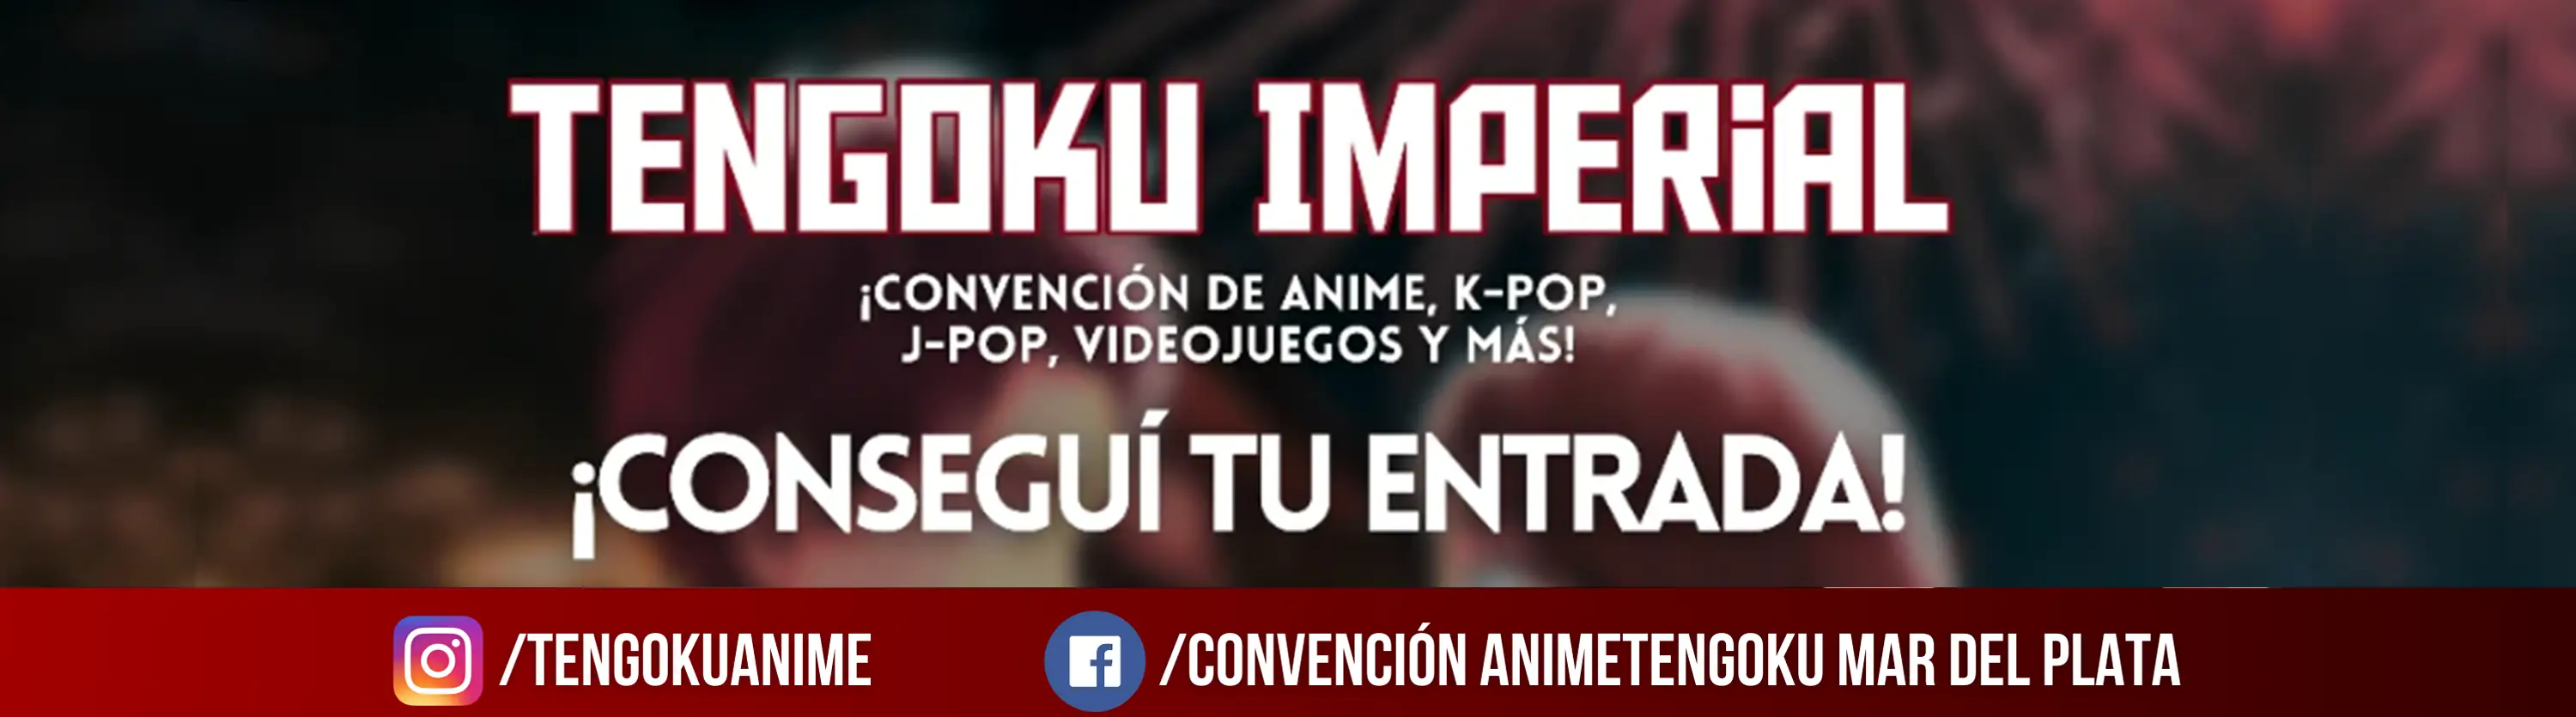 TENGOKU IMPERiAL
¡CONVENCIÓN DE ANIME, K-POP,
J-POP, VIDEOJUEGOS Y MÁS!
¡CONSEGUÍ TU ENTRADA!
/TENGOKUANIME
/CONVENCIÓN ANIMETENGOKU MAR DEL PLATA